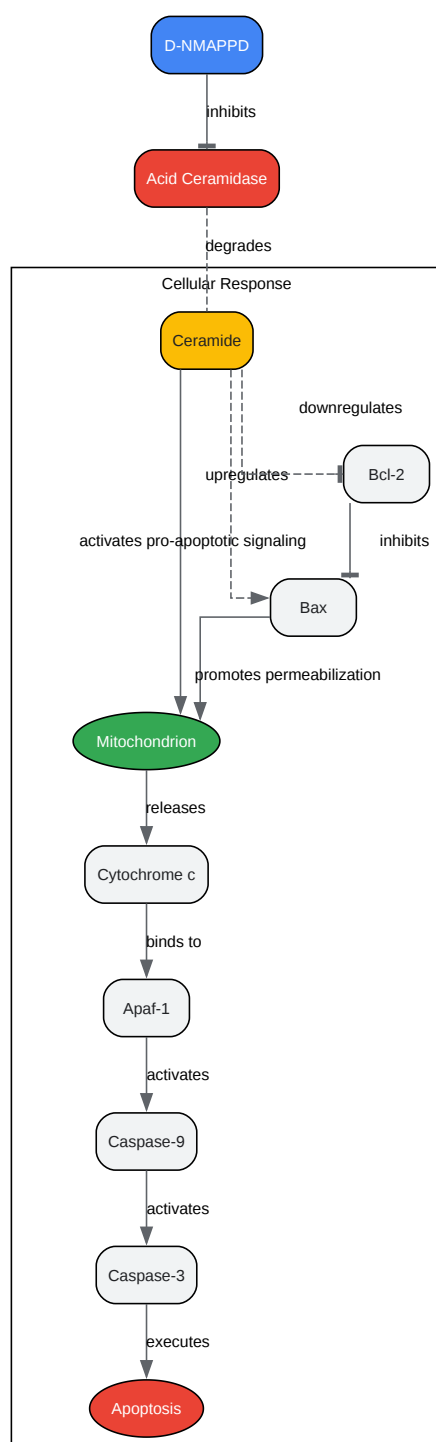 D-NMAPPD
inhibits
Acid Ceramidase
degrades
Cellular Response
Ceramide
downregulates
upregulates
Bcl-2
activates pro-apoptotic signaling
inhibits
Bax
promotes permeabilization
Mitochondrion
releases
Cytochrome c
binds to
Apaf-1
activates
Caspase-9
activates
Caspase-3
executes
Apoptosis